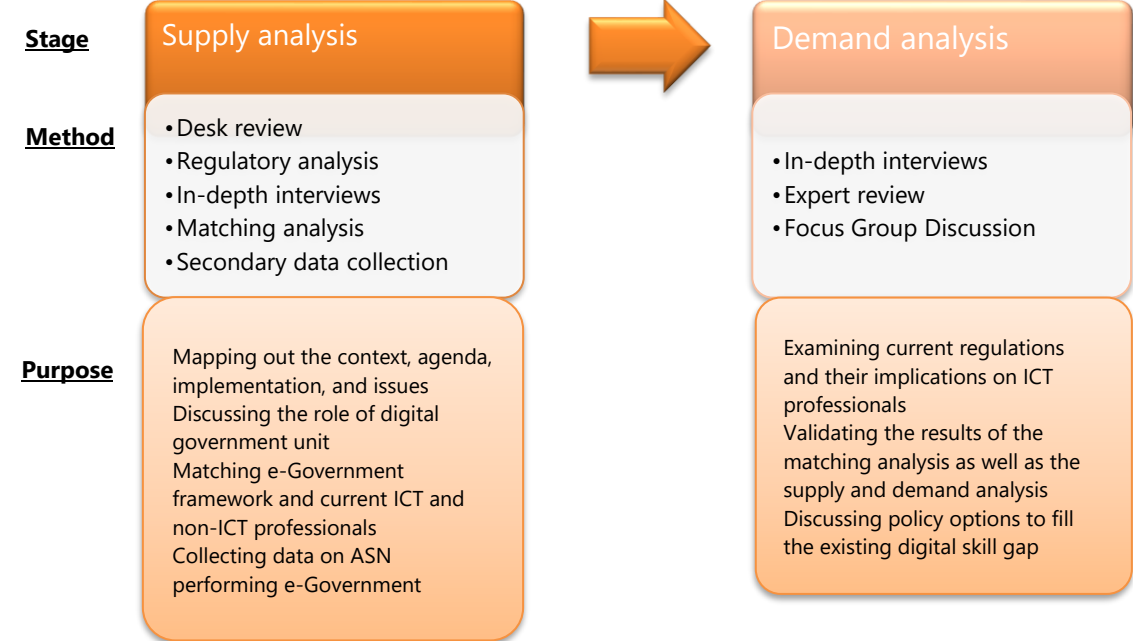 Stage
Supply analysis
Demand analysis
Method
•Desk review
•Regulatory analysis
•In-depth interviews
•Matching analysis
•Secondary data collection
•In-depth interviews
•Expert review
•Focus Group Discussion
Purpose
Mapping out the context, agenda,
implementation, and issues
Discussing the role of digital
government unit
Matching e-Government
framework and current ICT and
non-ICT professionals
Collecting data on ASN
performing e-Government
Examining current regulations
and their implications on ICT
professionals
Validating the results of the
matching analysis as well as the
supply and demand analysis
Discussing policy options to fill
the existing digital skill gap